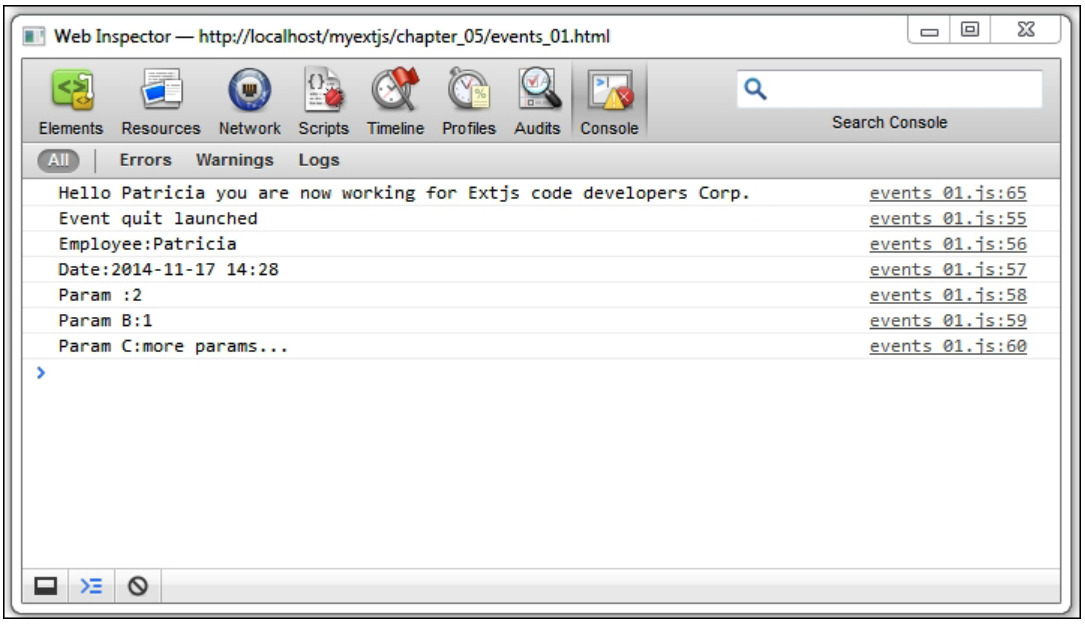 Web Inspector — http://localhost/myextjs/chapter_05/events_01.html
Elements Resources Network Scripts Timeline Profiles Audits Console
Search Console
All Errors Warnings Logs
Hello Patricia you are now working for Extjs code developers Corp. events_01.js:65
Event quit launched events_01.js:55
Employee:Patricia events_01.js:56
Date:2014-11-17 14:28 events_01.js:57
Param :2 events_01.js:58
Param B:1 events_01.js:59
Param C:more params... events_01.js:60